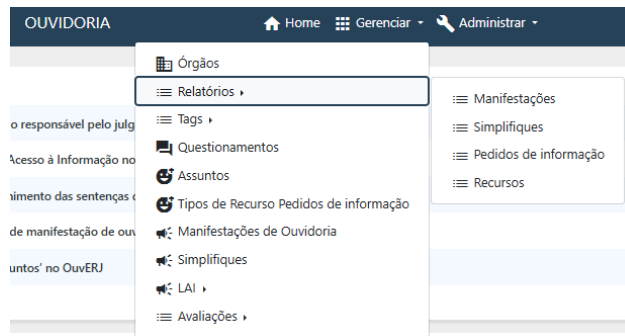 OUVIDORIA
Home
Gerenciar
Administrar
Órgãos
Relatórios
Tags
Questionamentos
Assuntos
Tipos de Recurso Pedidos de informação
Manifestações de Ouvidoria
Simplifiques
LAI
Avaliações
Manifestações
Simplifiques
Pedidos de informação
Recursos
o responsável pelo julg
Acesso à Informação no
nimento das sentenças
de manifestação de ouv
untos' no OuvERJ